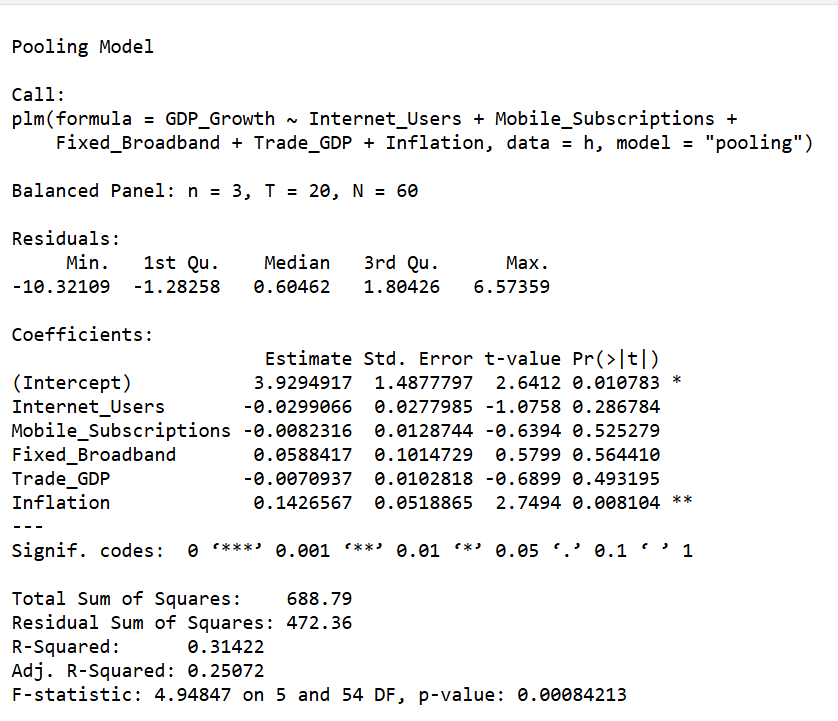 Pooling Model
Call:
plm(formula = GDP_Growth ~ Internet_Users + Mobile_Subscriptions +
    Fixed_Broadband + Trade_GDP + Inflation, data = h, model = "pooling")
Balanced Panel: n = 3, T = 20, N = 60
Residuals:
     Min.   1st Qu.    Median   3rd Qu.      Max.
-10.32109  -1.28258   0.60462   1.80426   6.57359
Coefficients:
                       Estimate Std. Error t-value Pr(>|t|)
(Intercept)           3.9294917  1.4877797  2.6412 0.010783 *
Internet_Users       -0.0299066  0.0277985 -1.0758 0.286784
Mobile_Subscriptions -0.0082316  0.0128744 -0.6394 0.525279
Fixed_Broadband       0.0588417  0.1014729  0.5799 0.564410
Trade_GDP            -0.0070937  0.0102818 -0.6899 0.493195
Inflation             0.1426567  0.0518865  2.7494 0.008104 **
---
Signif. codes:  0 ‘***’ 0.001 ‘**’ 0.01 ‘*’ 0.05 ‘.’ 0.1 ‘ ’ 1
Total Sum of Squares:    688.79
Residual Sum of Squares: 472.36
R-Squared:      0.31422
Adj. R-Squared: 0.25072
F-statistic: 4.94847 on 5 and 54 DF, p-value: 0.00084213